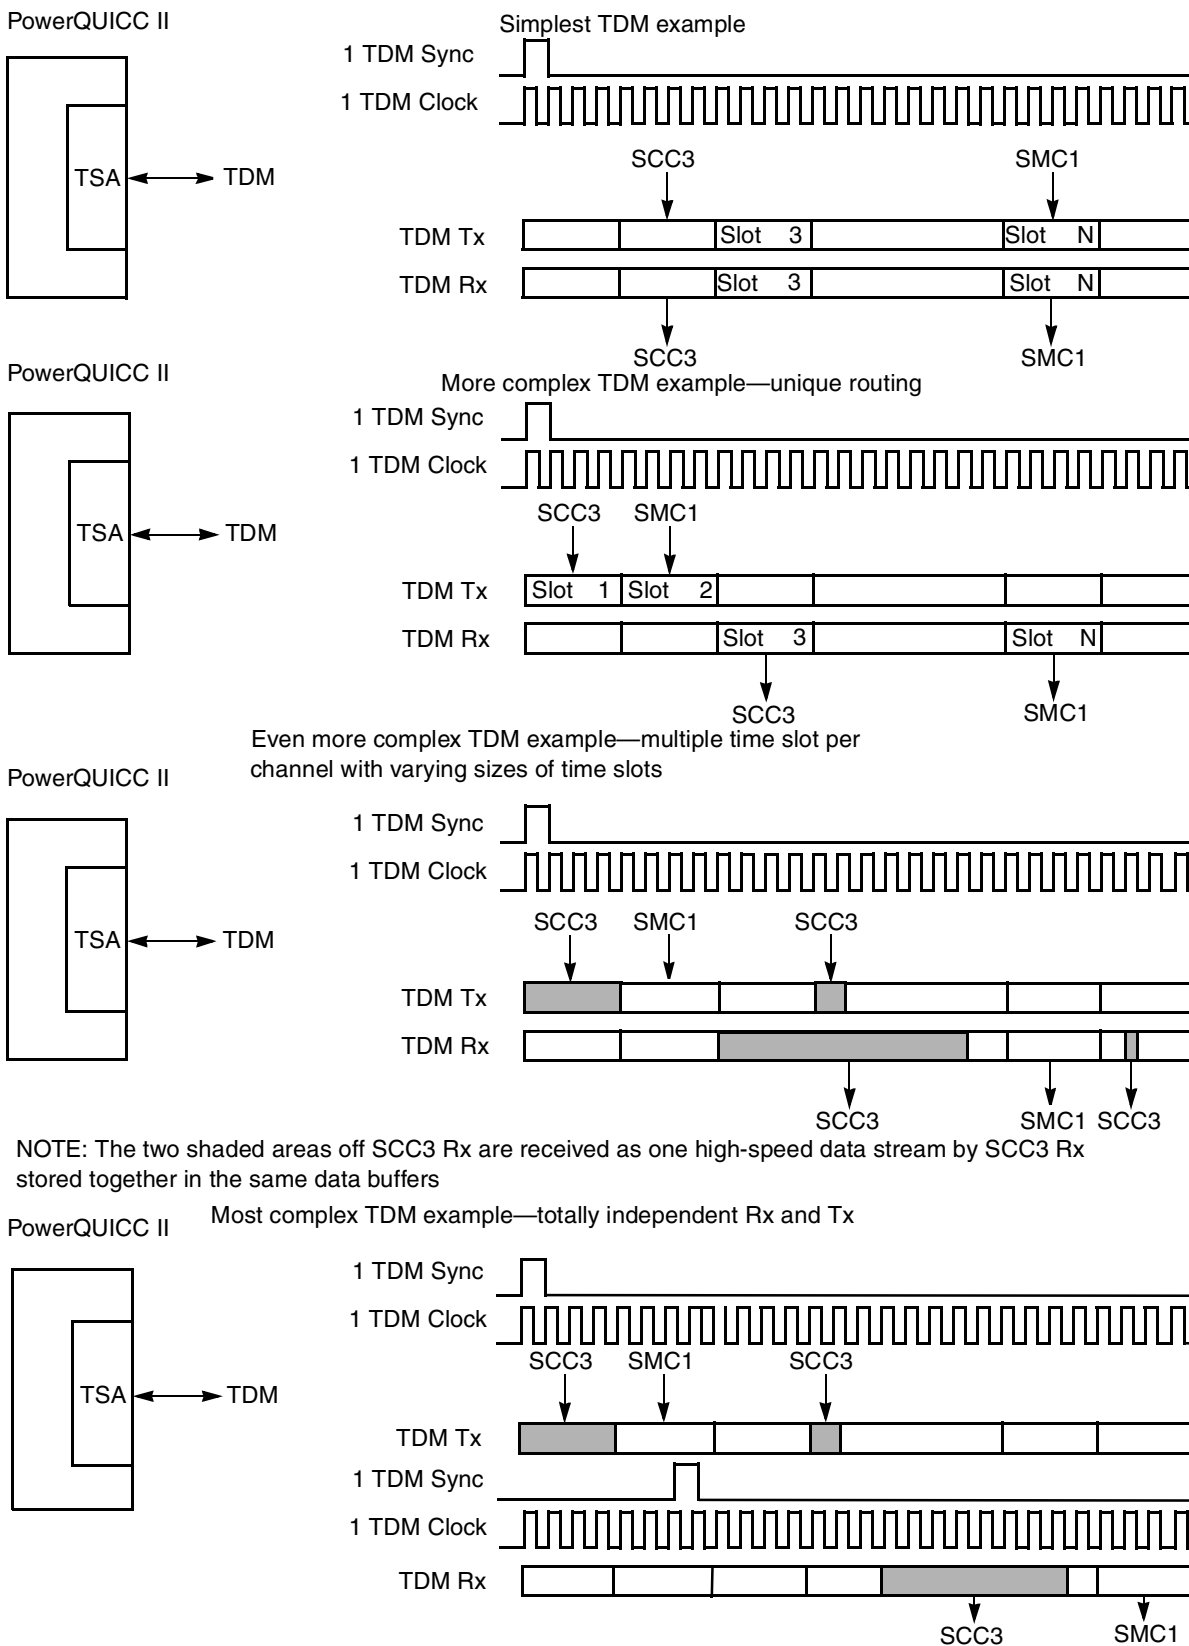 PowerQUICC II
Simplest TDM example
1 TDM Sync
1 TDM Clock
SCC3 SMC1
TSA TDM
TDM Tx Slot 3 Slot N
TDM Rx Slot 3 Slot N
SCC3 SMC1
PowerQUICC II
More complex TDM example—unique routing
1 TDM Sync
1 TDM Clock
SCC3 SMC1
TSA TDM
TDM Tx Slot 1 Slot 2
TDM Rx Slot 3 Slot N
SCC3 SMC1
Even more complex TDM example—multiple time slot per
channel with varying sizes of time slots
PowerQUICC II
1 TDM Sync
1 TDM Clock
SCC3 SMC1 SCC3
TSA TDM
TDM Tx
TDM Rx
SCC3 SMC1 SCC3
NOTE: The two shaded areas off SCC3 Rx are received as one high-speed data stream by SCC3 Rx
stored together in the same data buffers
PowerQUICC II
Most complex TDM example—totally independent Rx and Tx
1 TDM Sync
1 TDM Clock
SCC3 SMC1 SCC3
TSA TDM
TDM Tx
1 TDM Sync
1 TDM Clock
TDM Rx
SCC3 SMC1